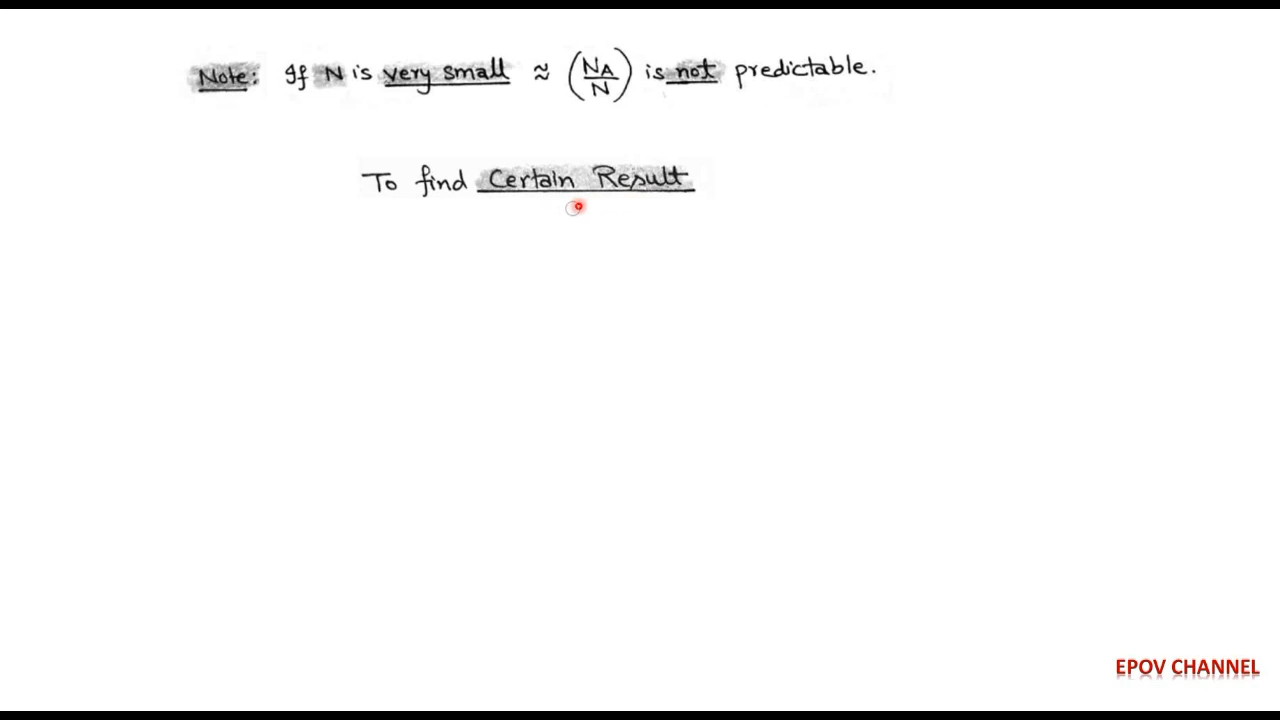 Note: If N is very small ≈ (NA/N) is not predictable.
To find Certain Result
EPOV CHANNEL